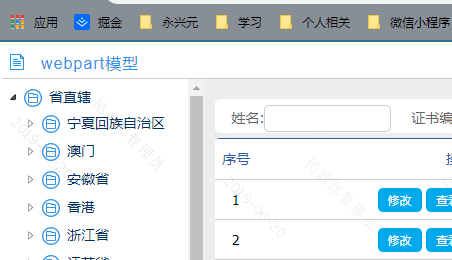 应用 掘金 永兴元 学习 个人相关 微信小程序
webpart模型
省直辖
宁夏回族自治区
澳门
安徽省
香港
浙江省
姓名: 证书编
序号
1 修改 查看
2 修改 查看
民政部管理员
2019-06-20
民政部管理员
2019-06-20